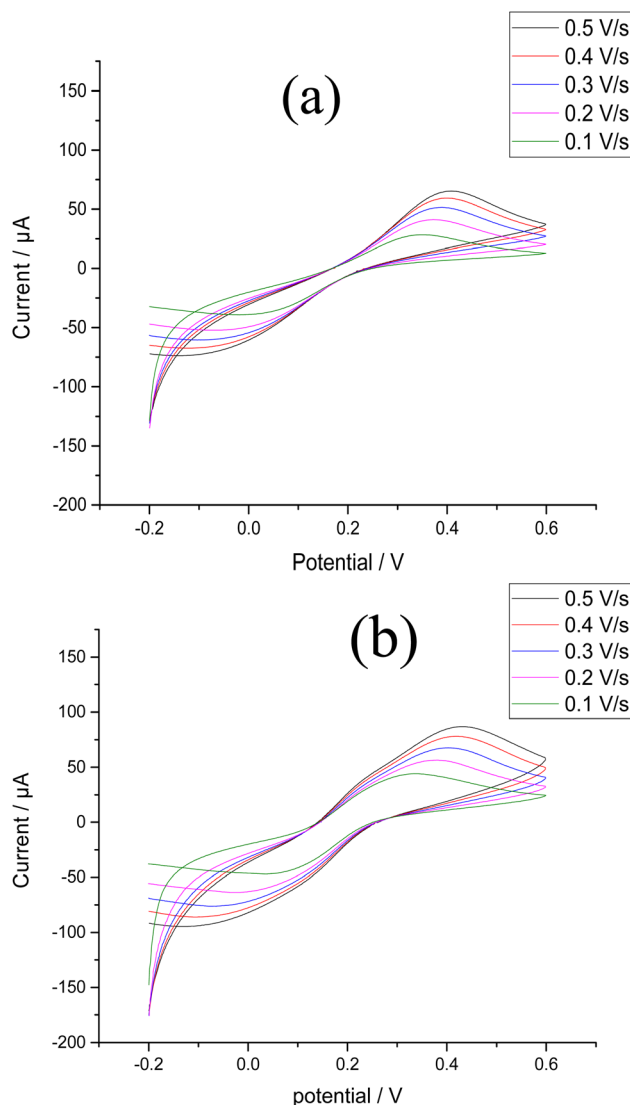 (a)
0.5 V/s
0.4 V/s
0.3 V/s
0.2 V/s
0.1 V/s
Current / µA
150
100
50
0
-50
-100
-150
-200
-0.2 0.0 0.2 0.4 0.6
Potential / V
(b)
0.5 V/s
0.4 V/s
0.3 V/s
0.2 V/s
0.1 V/s
Current / µA
150
100
50
0
-50
-100
-150
-200
-0.2 0.0 0.2 0.4 0.6
potential / V